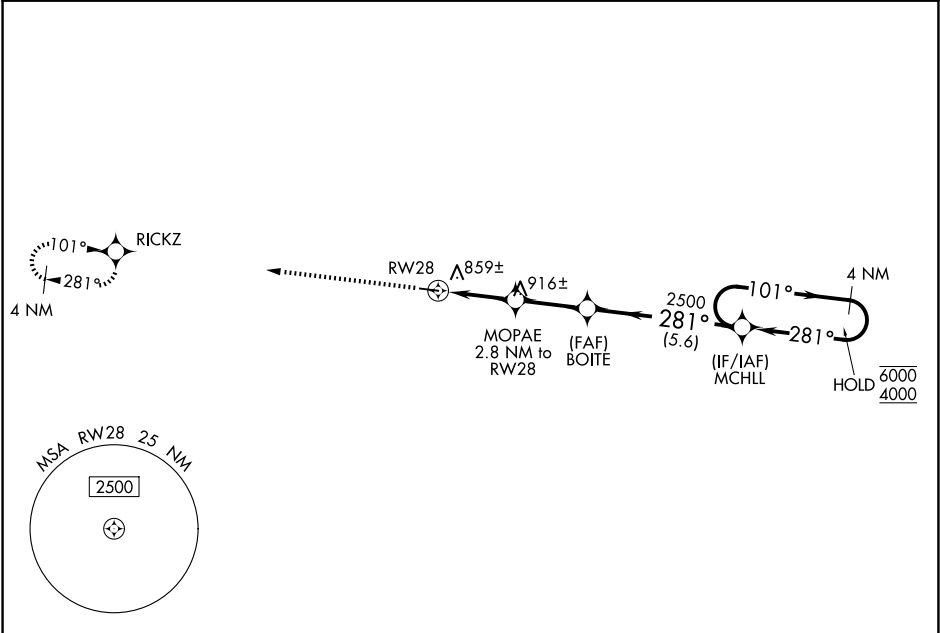 101°
RICKZ
281°
4 NM
RW28
859±
916±
MOPAE
2.8 NM to
RW28
(FAF)
BOITE
2500
281°
(5.6)
(IF/IAF)
MCHLL
101°
281°
4 NM
HOLD
6000
4000
MSA RW28 25 NM
2500